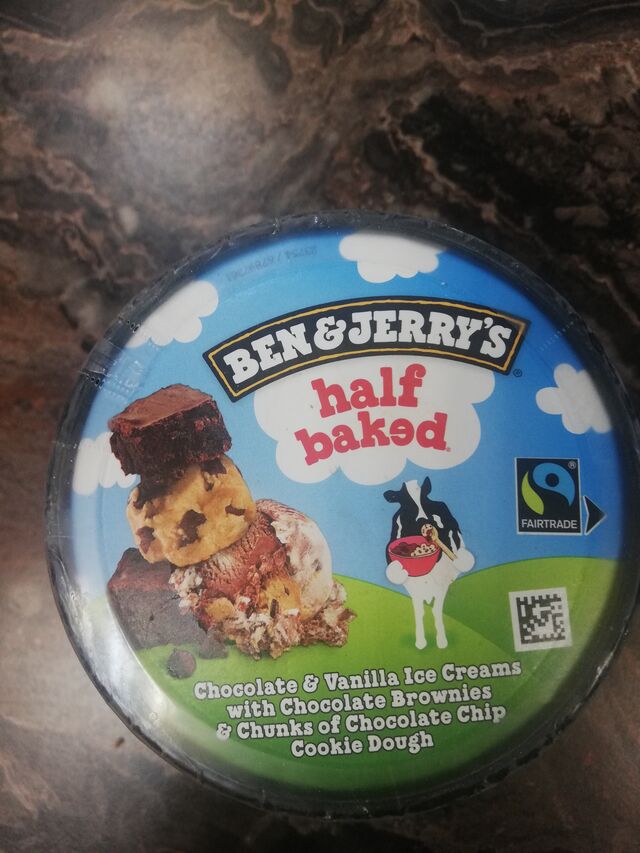 BEN & JERRY'S®
half
baked®
FAIRTRADE
Chocolate & Vanilla Ice Creams
with Chocolate Brownies
& Chunks of Chocolate Chip
Cookie Dough